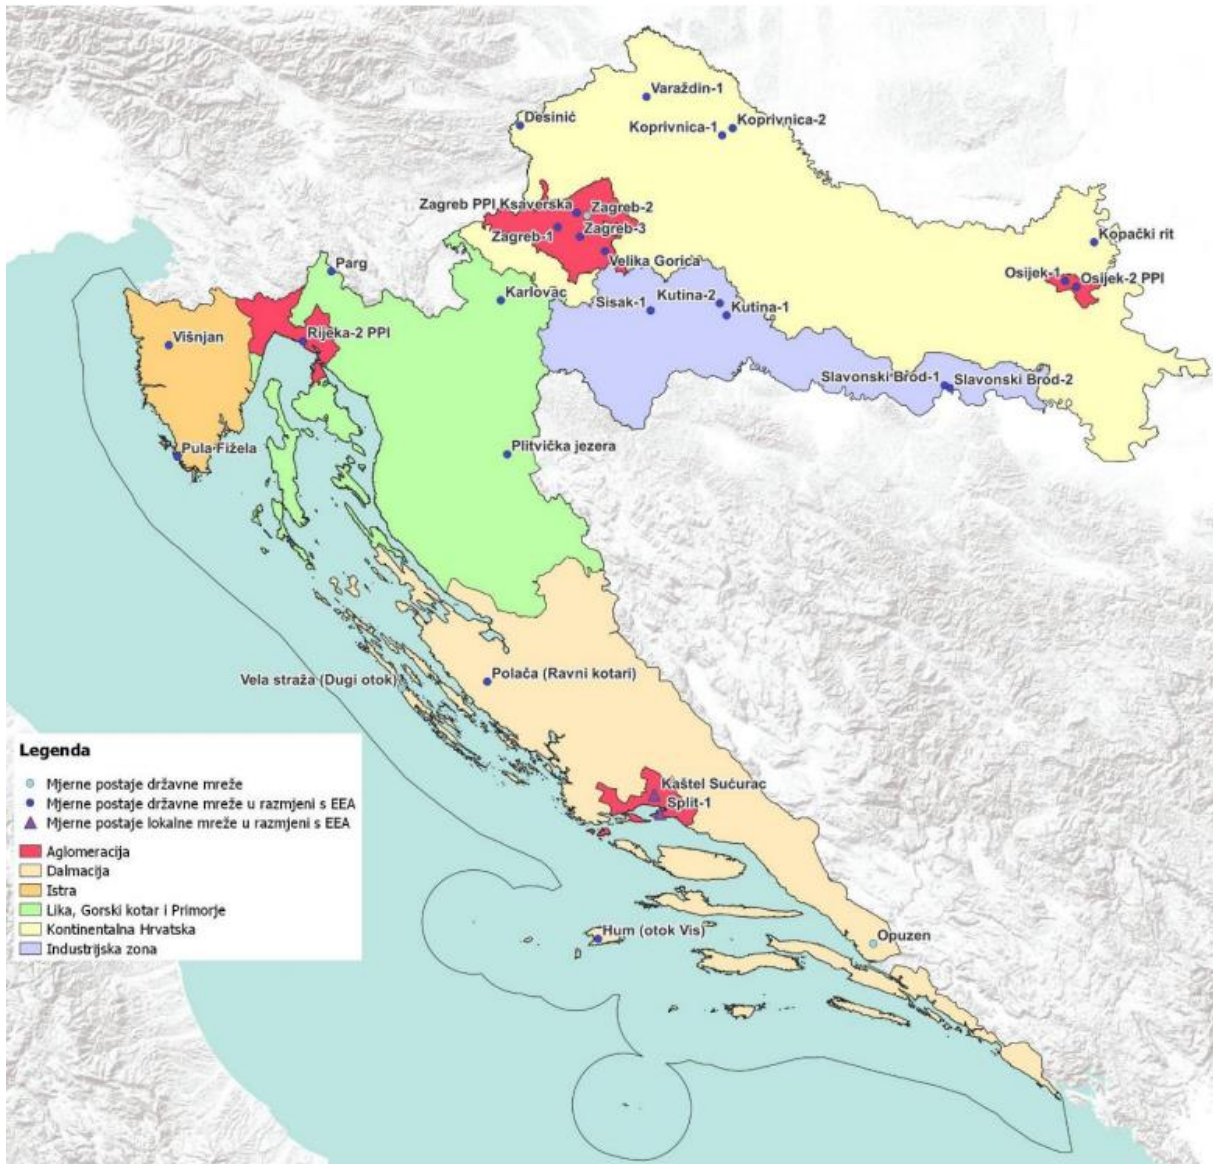 Varaždin-1
Desinić
Koprivnica-2
Koprivnica-1
Zagreb PPI Ksaverska
Zagreb-2
Zagreb-1
Zagreb-3
Kopački rit
Velika Gorica
Parg
Osijek-1
Osijek-2 PPI
Karlovac
Sisak-1
Kutina-2
Kutina-1
Višnjan
Rijeka-2 PPI
Slavonski Brod-1
Slavonski Brod-2
Pula Fižela
Plitvička jezera
Polača (Ravni kotari)
Vela straža (Dugi otok)
Kaštel Sućurac
Split-1
Hum (otok Vis)
Opuzen
Legenda
Mjerne postaje državne mreže
Mjerne postaje državne mreže u razmjeni s EEA
Mjerne postaje lokalne mreže u razmjeni s EEA
Aglomeracija
Dalmacija
Istra
Lika, Gorski kotar i Primorje
Kontinentalna Hrvatska
Industrijska zona